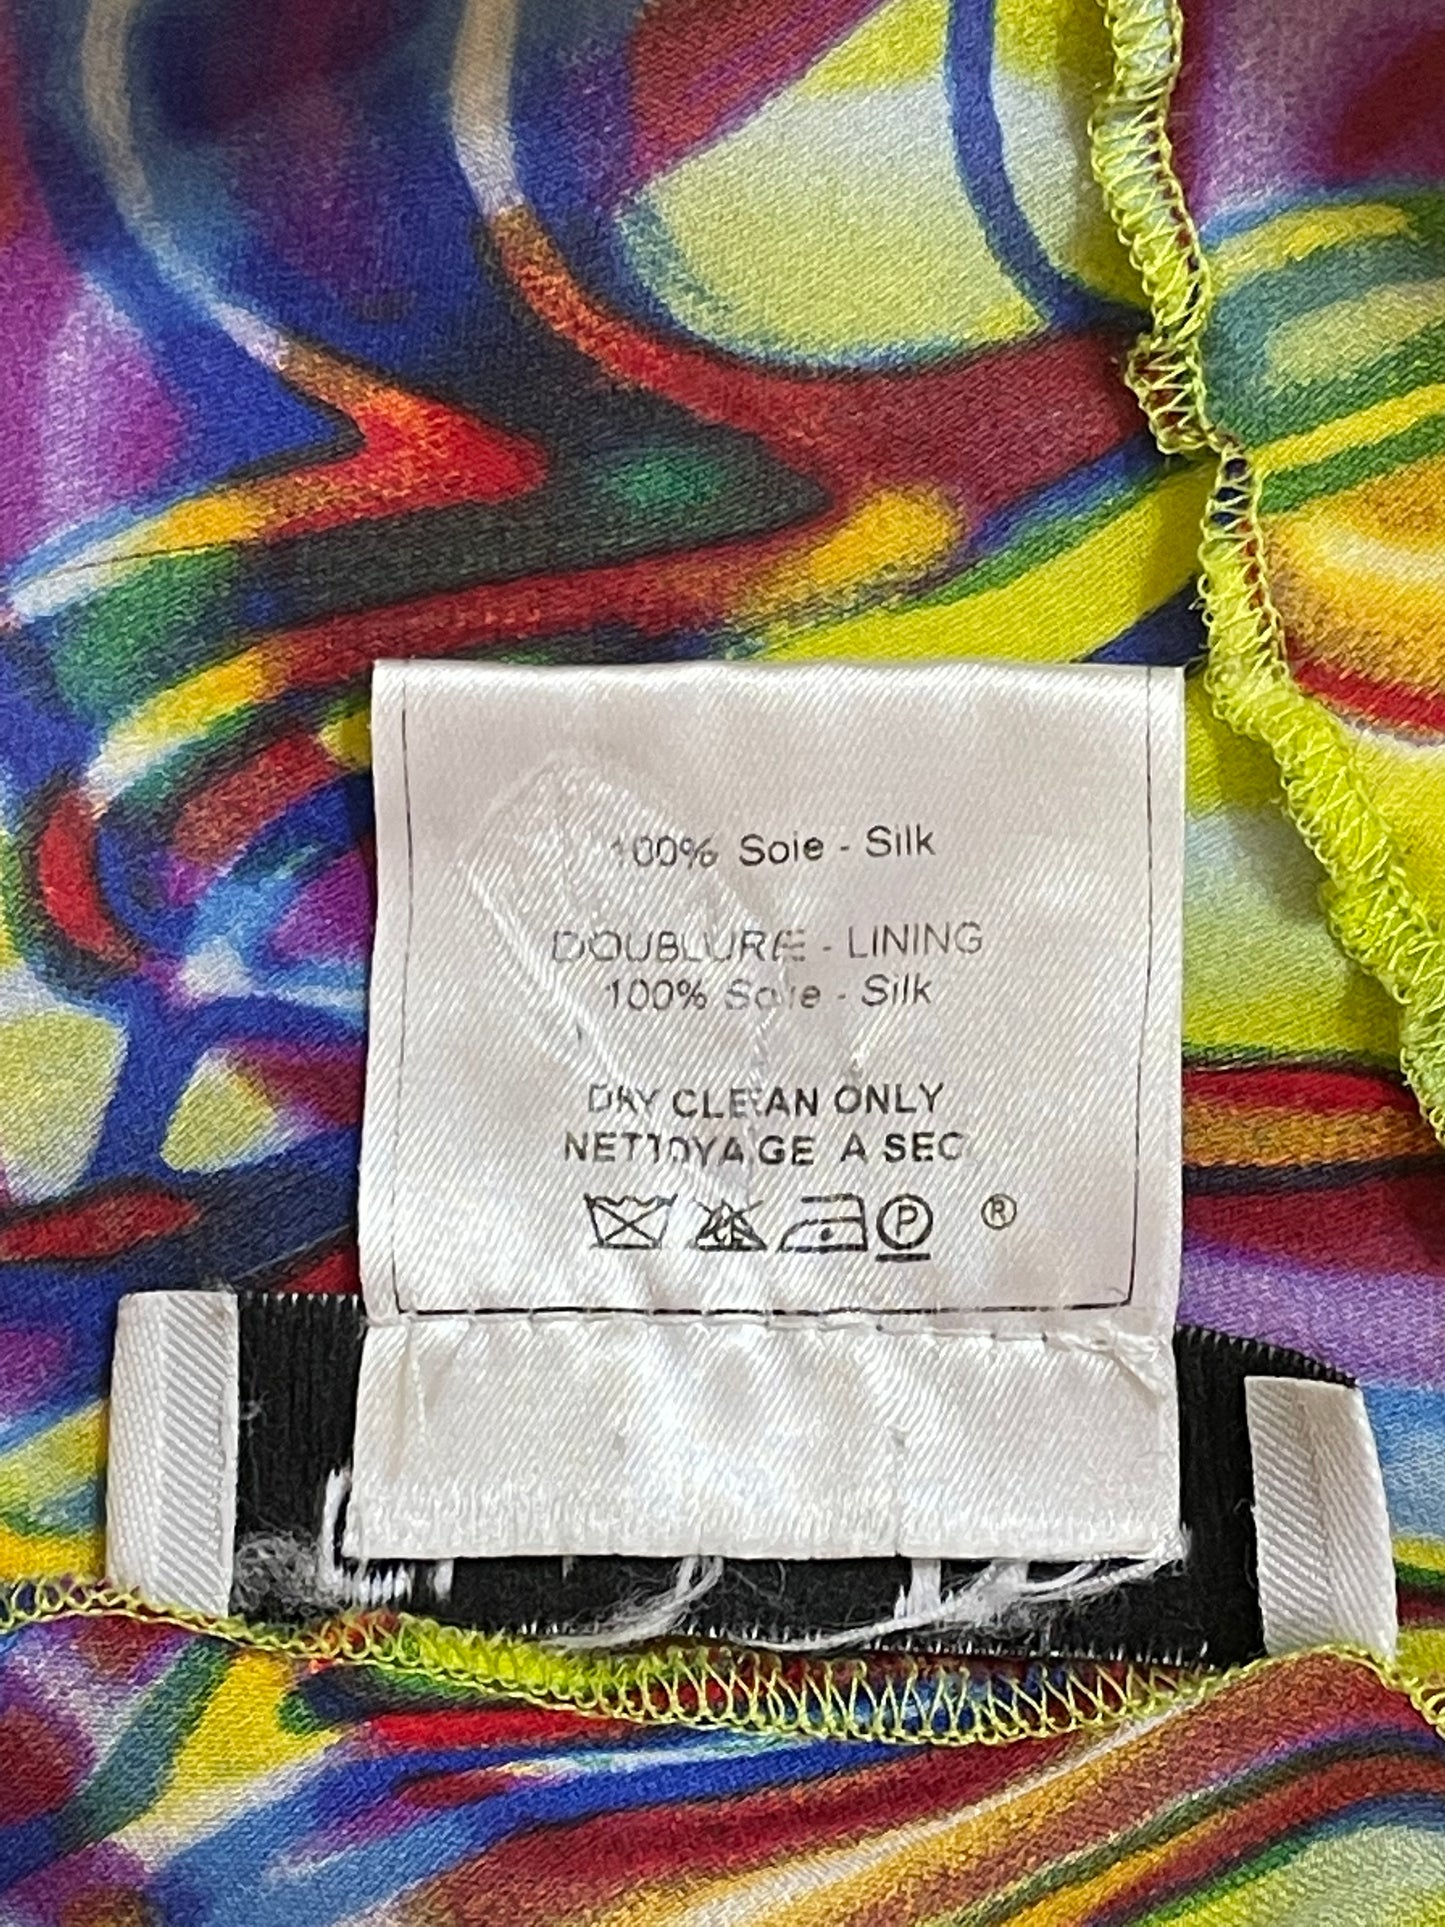 100% Soie - Silk
DOUBLURE - LINING
100% Soie - Silk
DRY CLEAN ONLY
NETTOYAGE A SEC
P ®